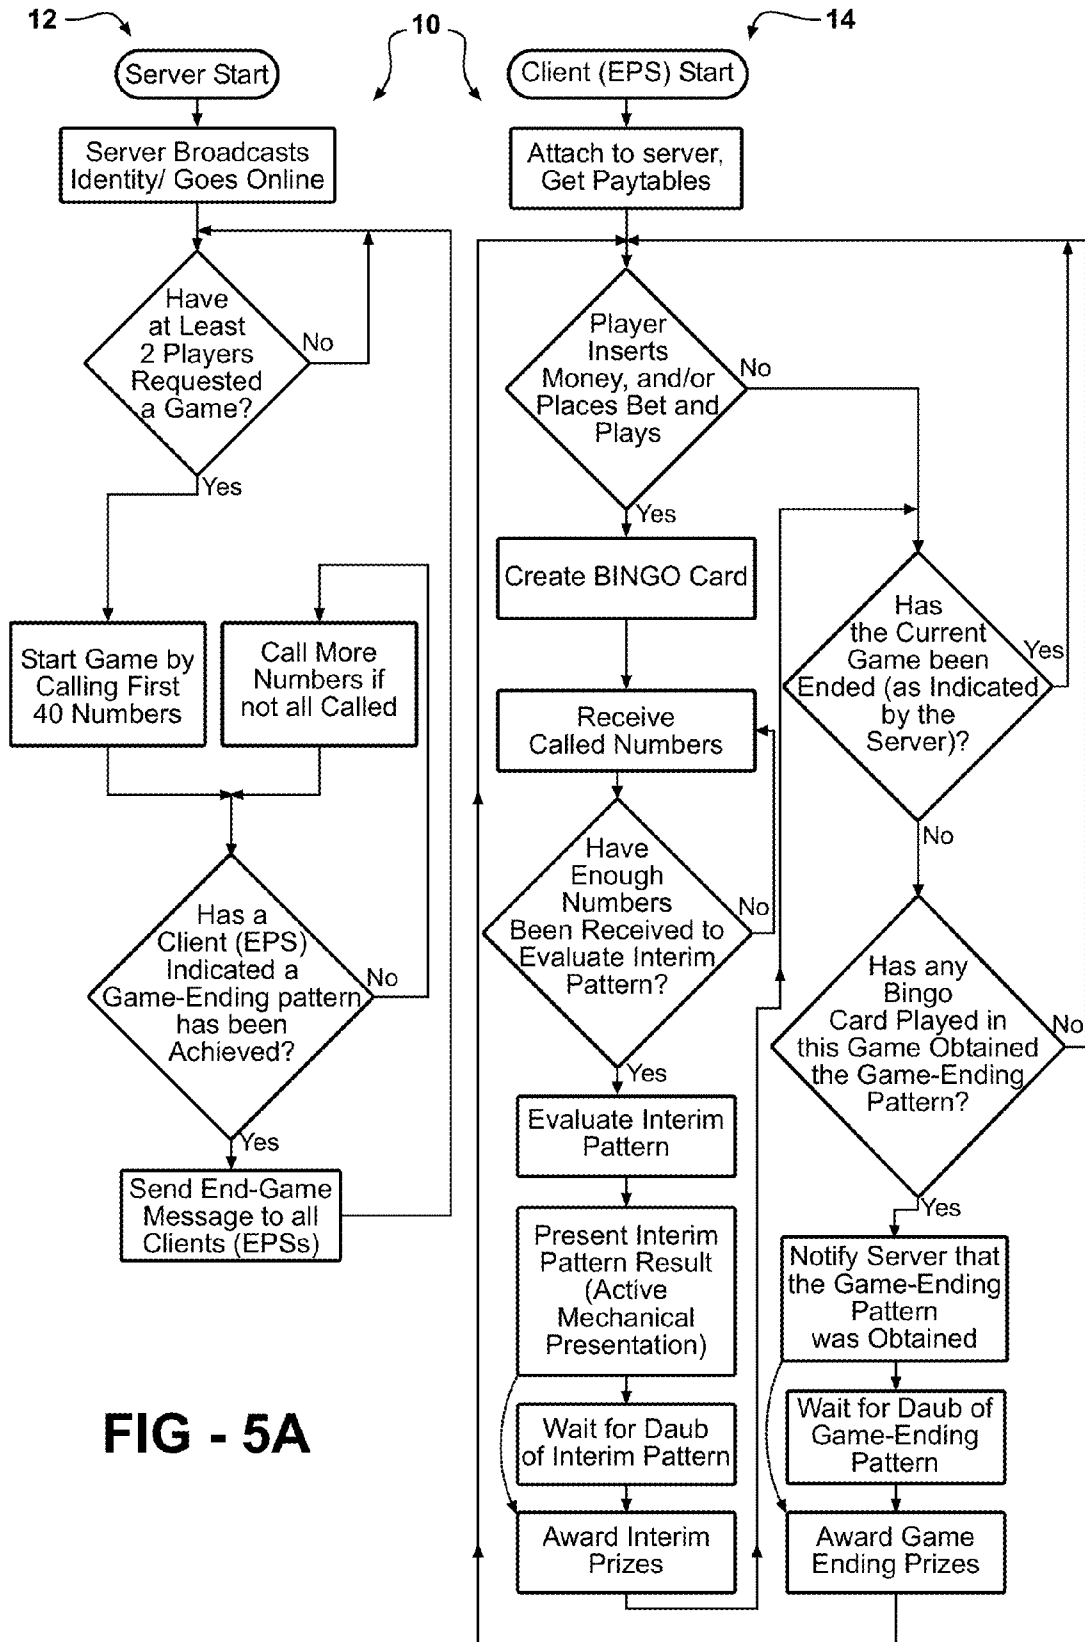 12
10
14
Server Start
Server Broadcasts
Identity/ Goes Online
Have
at Least
2 Players
Requested
a Game?
No
Yes
Start Game by
Calling First
40 Numbers
Call More
Numbers if
not all Called
Has a
Client (EPS)
Indicated a
Game-Ending pattern
has been
Achieved?
No
Yes
Send End-Game
Message to all
Clients (EPSs)
Client (EPS) Start
Attach to server,
Get Paytables
Player
Inserts
Money, and/or
Places Bet and
Plays
No
Yes
Create BINGO Card
Receive
Called Numbers
Have
Enough
Numbers
Been Received to
Evaluate Interim
Pattern?
No
Yes
Evaluate Interim
Pattern
Present Interim
Pattern Result
(Active
Mechanical
Presentation)
Wait for Daub
of Interim Pattern
Award Interim
Prizes
Has
the Current
Game been
Ended (as Indicated
by the
Server)?
Yes
No
Has any
Bingo
Card Played in
this Game Obtained
the Game-Ending
Pattern?
No
Yes
Notify Server that
the Game-Ending
Pattern
was Obtained
Wait for Daub of
Game-Ending
Pattern
Award Game
Ending Prizes
FIG - 5A